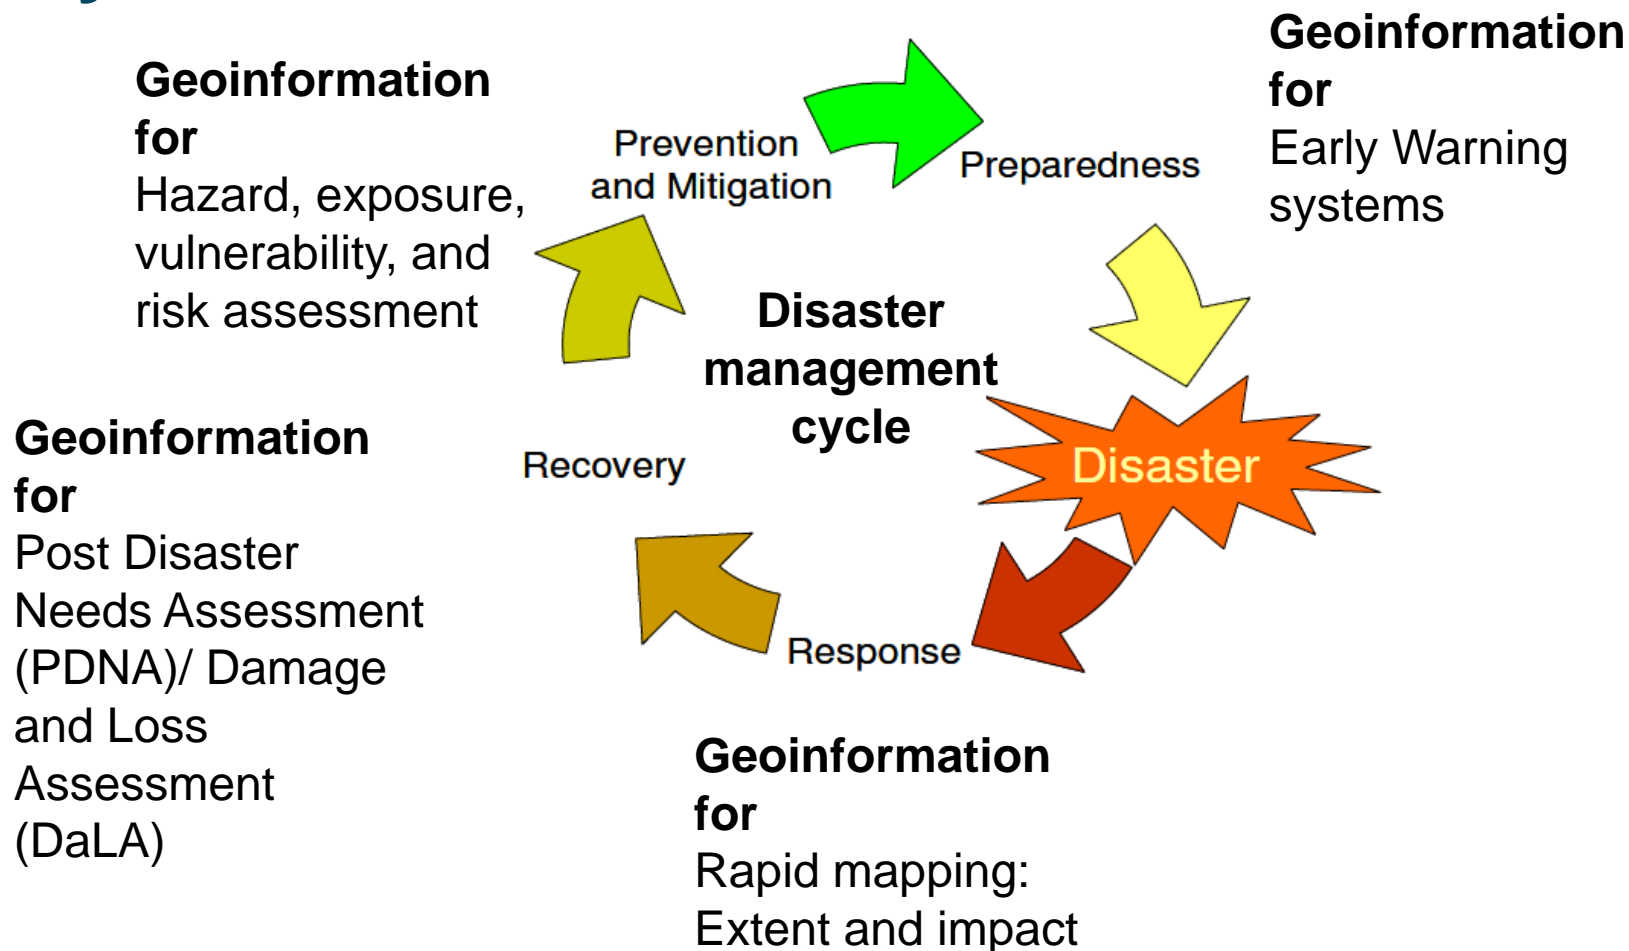 Geoinformation
for
Hazard, exposure,
vulnerability, and
risk assessment
Prevention
and Mitigation
Preparedness
Geoinformation
for
Early Warning
systems
Disaster
management
cycle
Disaster
Recovery
Response
Geoinformation
for
Post Disaster
Needs Assessment
(PDNA)/ Damage
and Loss
Assessment
(DaLA)
Geoinformation
for
Rapid mapping:
Extent and impact